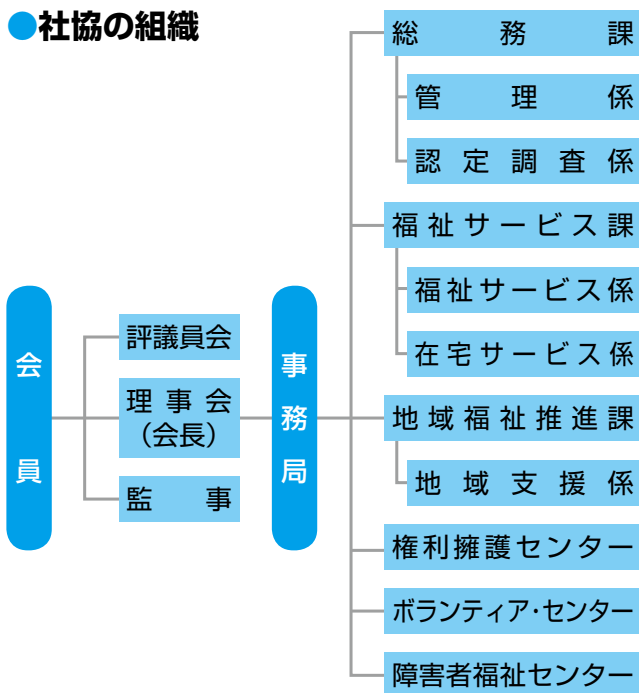 ●社協の組織
会員
評議員会
理事会
（会長）
監事
事務局
総務課
管理係
認定調査係
福祉サービス課
福祉サービス係
在宅サービス係
地域福祉推進課
地域支援係
権利擁護センター
ボランティア・センター
障害者福祉センター